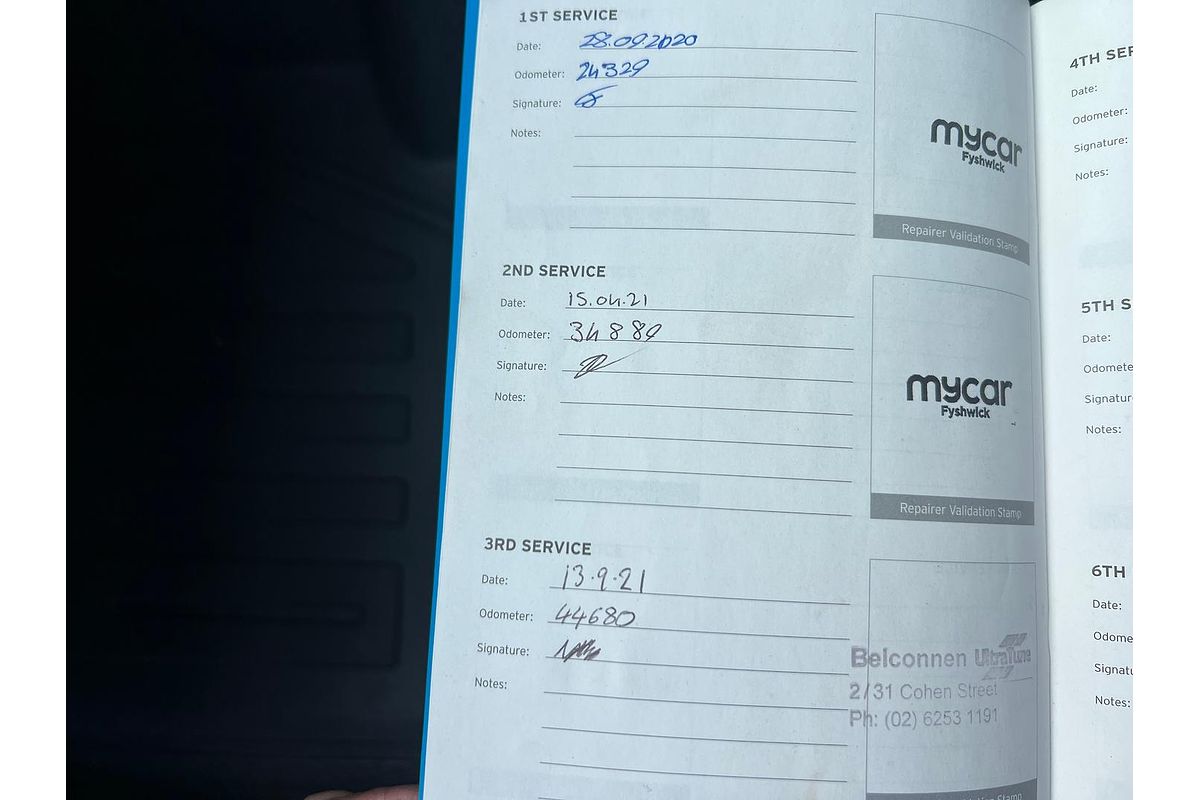 1ST SERVICE
Date: 28.09.2020
Odometer: 24329
Signature:
Notes:
mycar
Fyshwick
Repairer Validation Stamp
2ND SERVICE
Date: 15.04.21
Odometer: 34889
Signature:
Notes:
mycar
Fyshwick
Repairer Validation Stamp
3RD SERVICE
Date: 13.9.21
Odometer: 44680
Signature:
Notes:
Belconnen UltraTune
2/31 Cohen Street
Ph: (02) 6253 1191
Stamp
4TH SER
Date:
Odometer:
Signature:
Notes:
5TH S
Date:
Odomete
Signatur
Notes:
6TH
Date:
Odome
Signatu
Notes: